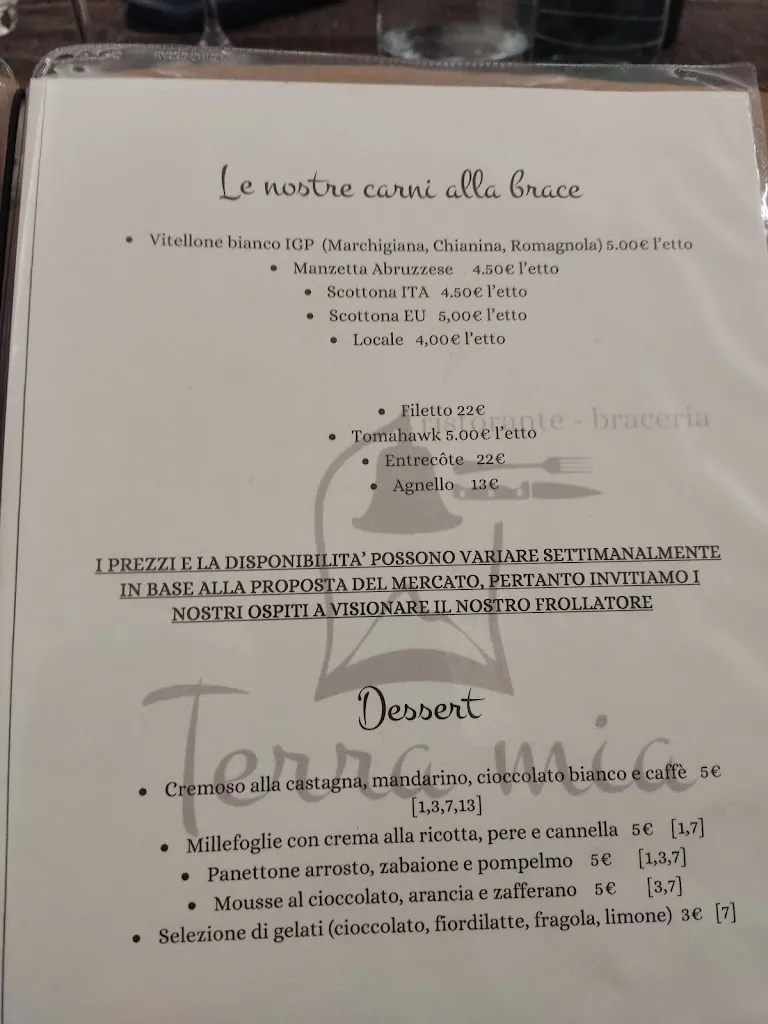 Le nostre carni alla brace
• Vitellone bianco IGP (Marchigiana, Chianina, Romagnola) 5.00€ l'etto
• Manzetta Abruzzese 4.50€ l'etto
• Scottona ITA 4.50€ l'etto
• Scottona EU 5,00€ l'etto
• Locale 4,00€ l'etto
• Filetto 22€
ristorante - braceria
• Tomahawk 5.00€ l'etto
• Entrecôte 22€
• Agnello 13€
I PREZZI E LA DISPONIBILITA' POSSONO VARIARE SETTIMANALMENTE
IN BASE ALLA PROPOSTA DEL MERCATO, PERTANTO INVITIAMO I
NOSTRI OSPITI A VISIONARE IL NOSTRO FROLLATORE
Dessert
Terra mia
• Cremoso alla castagna, mandarino, cioccolato bianco e caffè 5€
[1,3,7,13]
• Millefoglie con crema alla ricotta, pere e cannella 5€ [1,7]
• Panettone arrosto, zabaione e pompelmo 5€ [1,3,7]
• Mousse al cioccolato, arancia e zafferano 5€ [3,7]
• Selezione di gelati (cioccolato, fiordilatte, fragola, limone) 3€ [7]